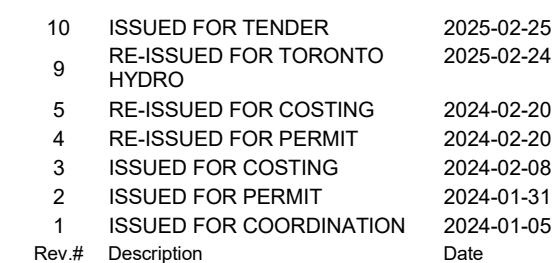 10 ISSUED FOR TENDER 2025-02-25
9 RE-ISSUED FOR TORONTO HYDRO 2025-02-24
5 RE-ISSUED FOR COSTING 2024-02-20
4 RE-ISSUED FOR PERMIT 2024-02-20
3 ISSUED FOR COSTING 2024-02-08
2 ISSUED FOR PERMIT 2024-01-31
1 ISSUED FOR COORDINATION 2024-01-05
Rev.# Description Date